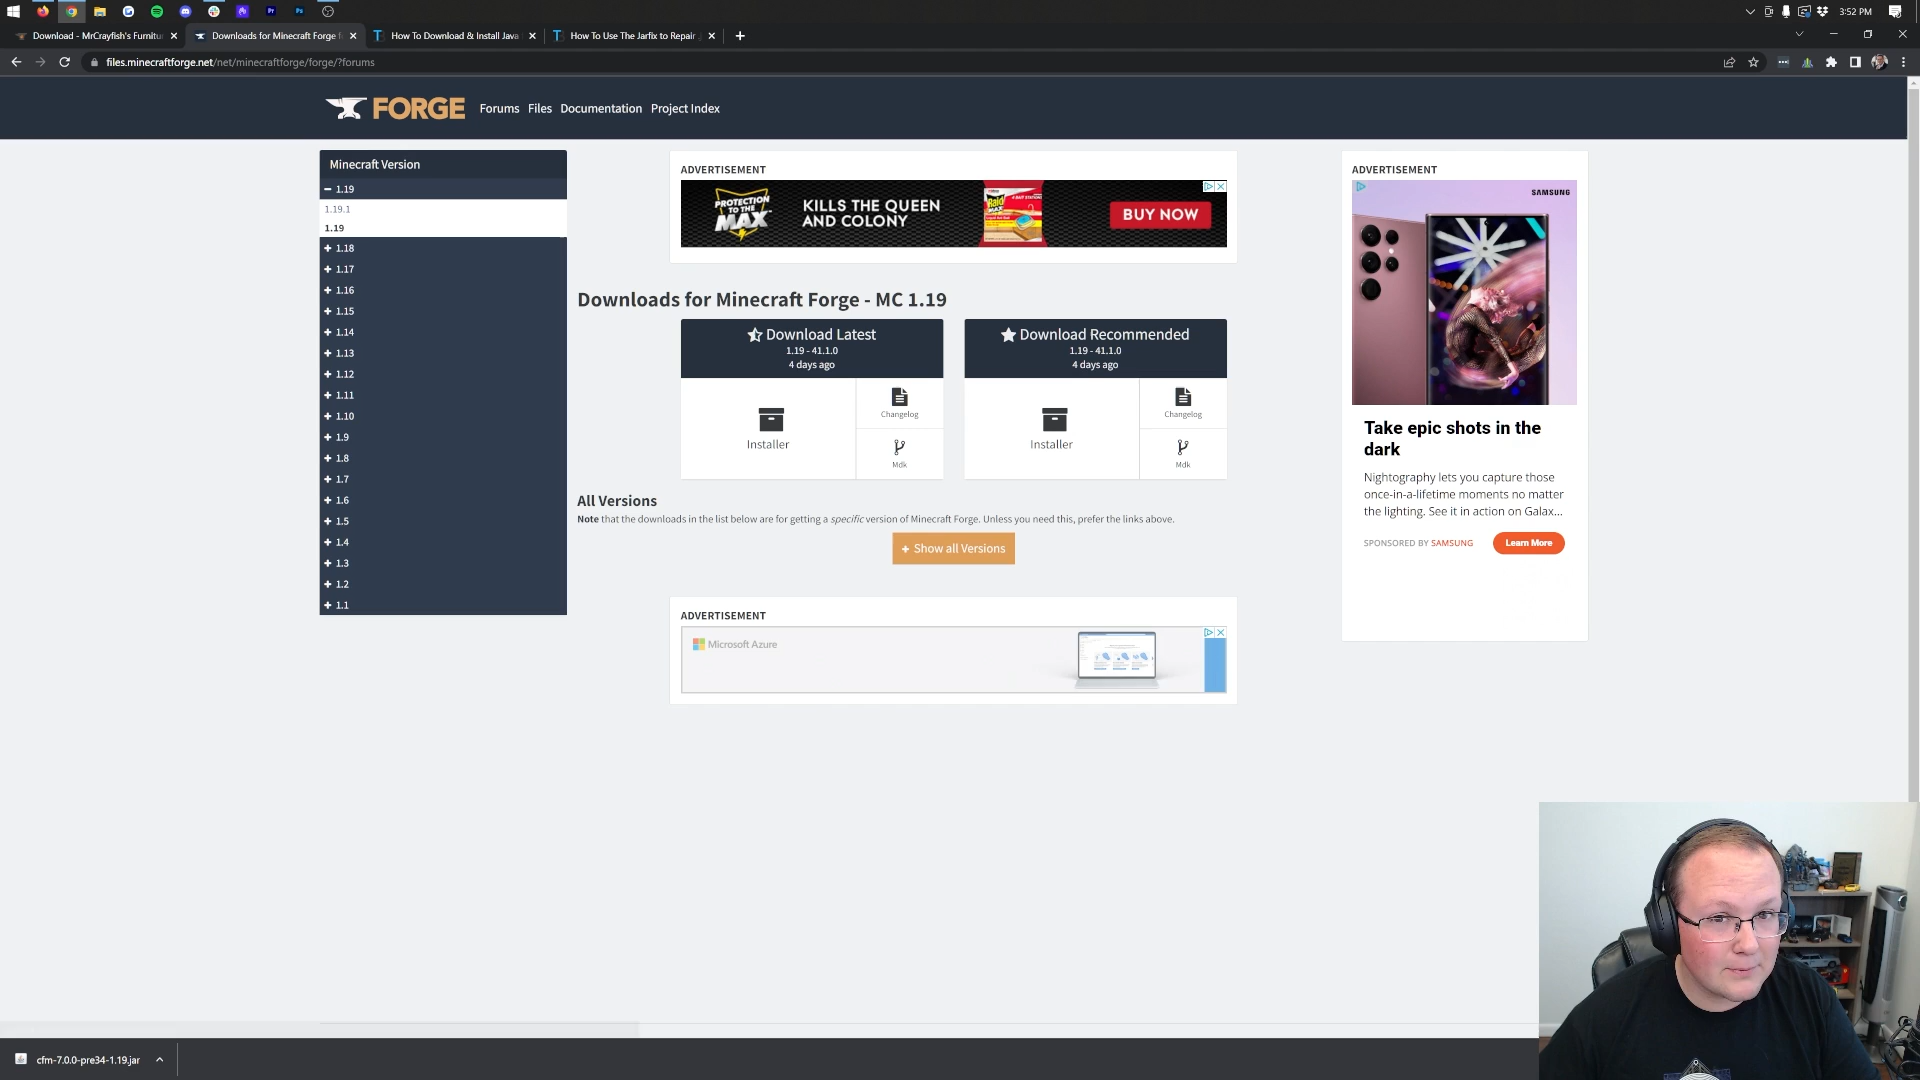 3:52 PM
Download - MrCrayfish's Furnitu
Downloads for Minecraft Forge f
How To Download & Install Java
How To Use The Jarfix to Repair
files.minecraftforge.net/net/minecraftforge/forge/?forums
FORGE
Forums Files Documentation Project Index
Minecraft Version
1.19
1.19.1
1.19
1.18
1.17
1.16
1.15
1.14
1.13
1.12
1.11
1.10
1.9
1.8
1.7
1.6
1.5
1.4
1.3
1.2
1.1
ADVERTISEMENT
PROTECTION
TO THE
MAX
KILLS THE QUEEN
AND COLONY
Raid
MAX
BUY NOW
Downloads for Minecraft Forge - MC 1.19
Download Latest
1.19 - 41.1.0
4 days ago
Installer
Changelog
Mdk
Download Recommended
1.19 - 41.1.0
4 days ago
Installer
Changelog
Mdk
All Versions
Note that the downloads in the list below are for getting a specific version of Minecraft Forge. Unless you need this, prefer the links above.
+ Show all Versions
ADVERTISEMENT
Microsoft Azure
ADVERTISEMENT
SAMSUNG
Take epic shots in the
dark
Nightography lets you capture those
once-in-a-lifetime moments no matter
the lighting. See it in action on Galax...
SPONSORED BY SAMSUNG
Learn More
cfm-7.0.0-pre34-1.19.jar